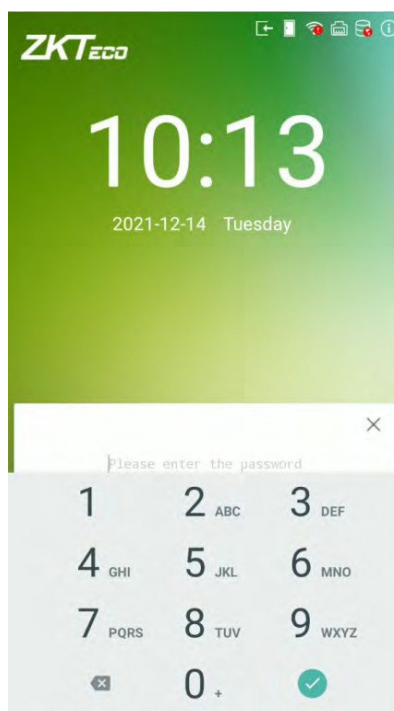 ZKTECO
10:13
2021-12-14 Tuesday
Please enter the password
1 2 ABC 3 DEF
4 GHI 5 JKL 6 MNO
7 PQRS 8 TUV 9 WXYZ
0 +